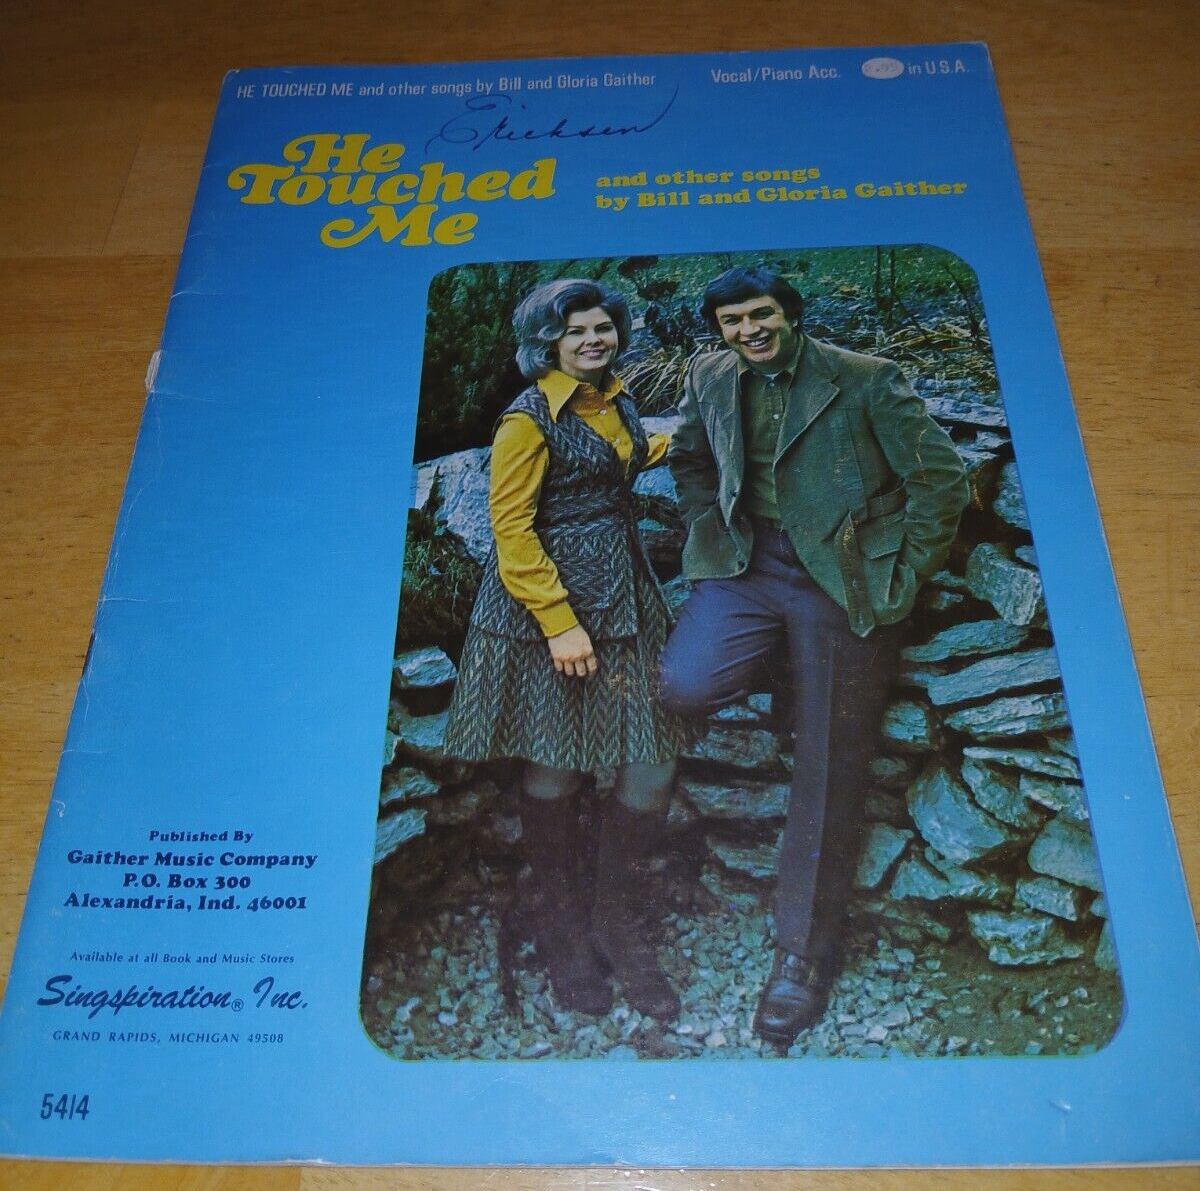 HE TOUCHED ME and other songs by Bill and Gloria Gaither
Vocal/Piano Acc.
in U.S.A.
Ericksen
He
Touched
Me
and other songs
by Bill and Gloria Gaither
Published By
Gaither Music Company
P.O. Box 300
Alexandria, Ind. 46001
Available at all Book and Music Stores
Singspiration® Inc.
GRAND RAPIDS, MICHIGAN 49508
5414